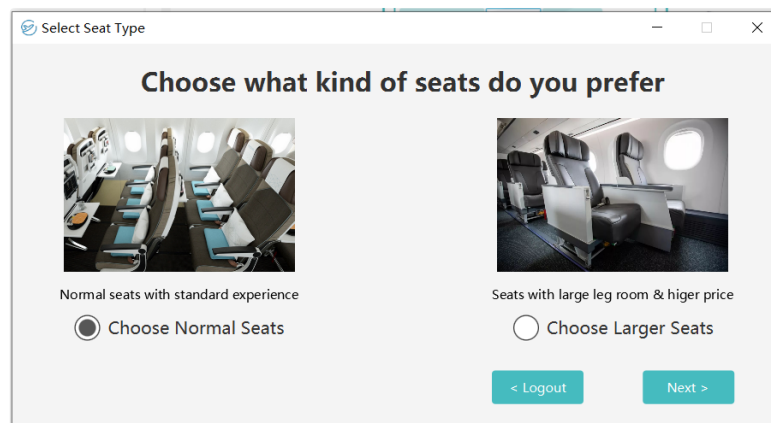 Select Seat Type
Choose what kind of seats do you prefer
Normal seats with standard experience
Seats with large leg room & higer price
Choose Normal Seats
Choose Larger Seats
< Logout
Next >